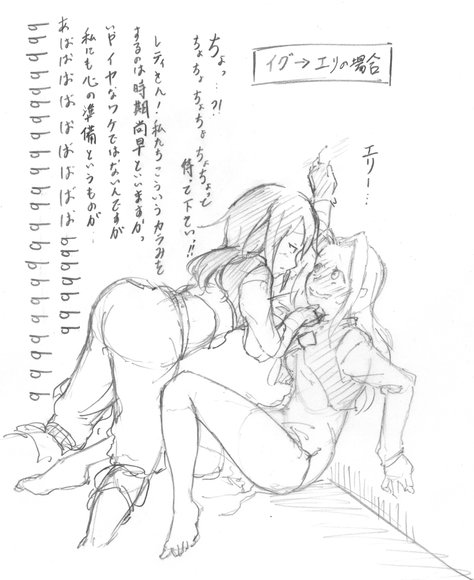 イグ→エリの場合
エリー…
ちょっ…?!
ちょちょちょちょちょちょっと
待って下さい!!
レティさん!私たちこういうカラみを
するのは時期尚早といいますかっ
いや イヤなワケではないんですが
私にも心の準備というものが
あばばばばばばばばbbbbbbb
bbbbbbbbbbbbbbbbbb